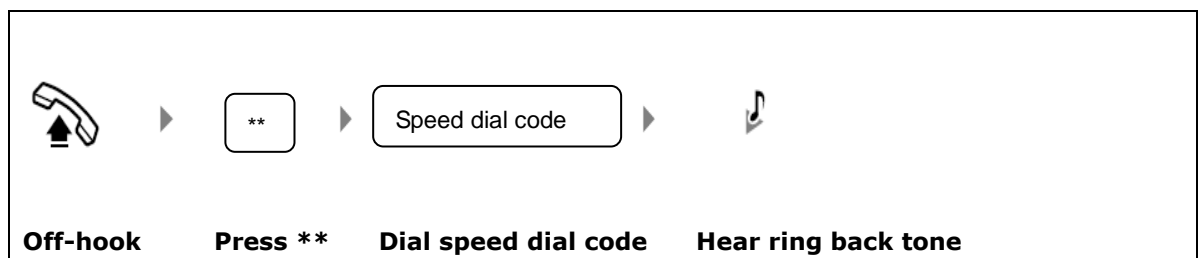 ** Speed dial code
Off-hook Press ** Dial speed dial code Hear ring back tone